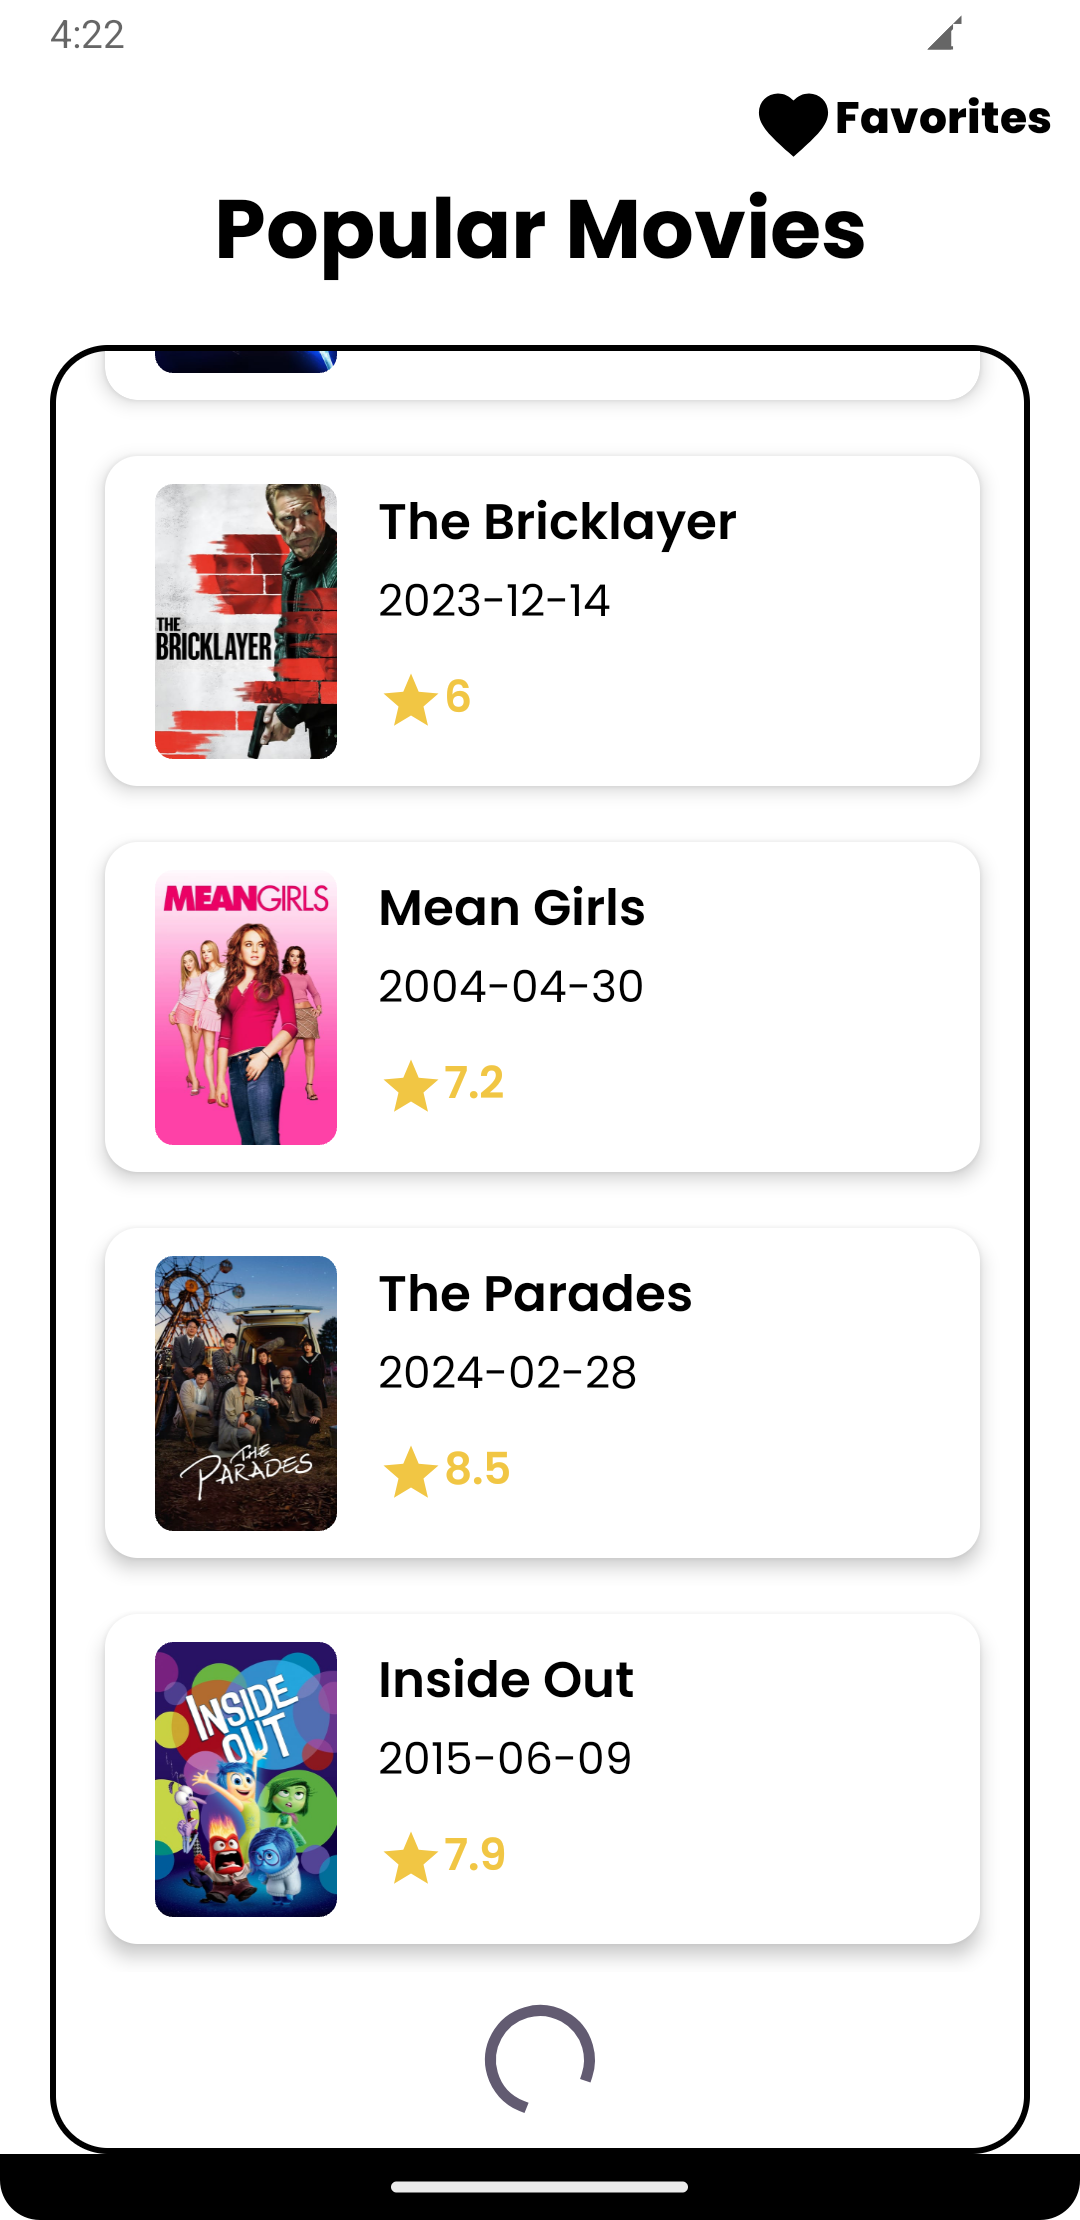 4:22
Favorites
Popular Movies
THE
BRICKLAYER
The Bricklayer
2023-12-14
6
MEANGIRLS
Mean Girls
2004-04-30
7.2
THE
PARADES
The Parades
2024-02-28
8.5
INSIDE
OUT
Inside Out
2015-06-09
7.9